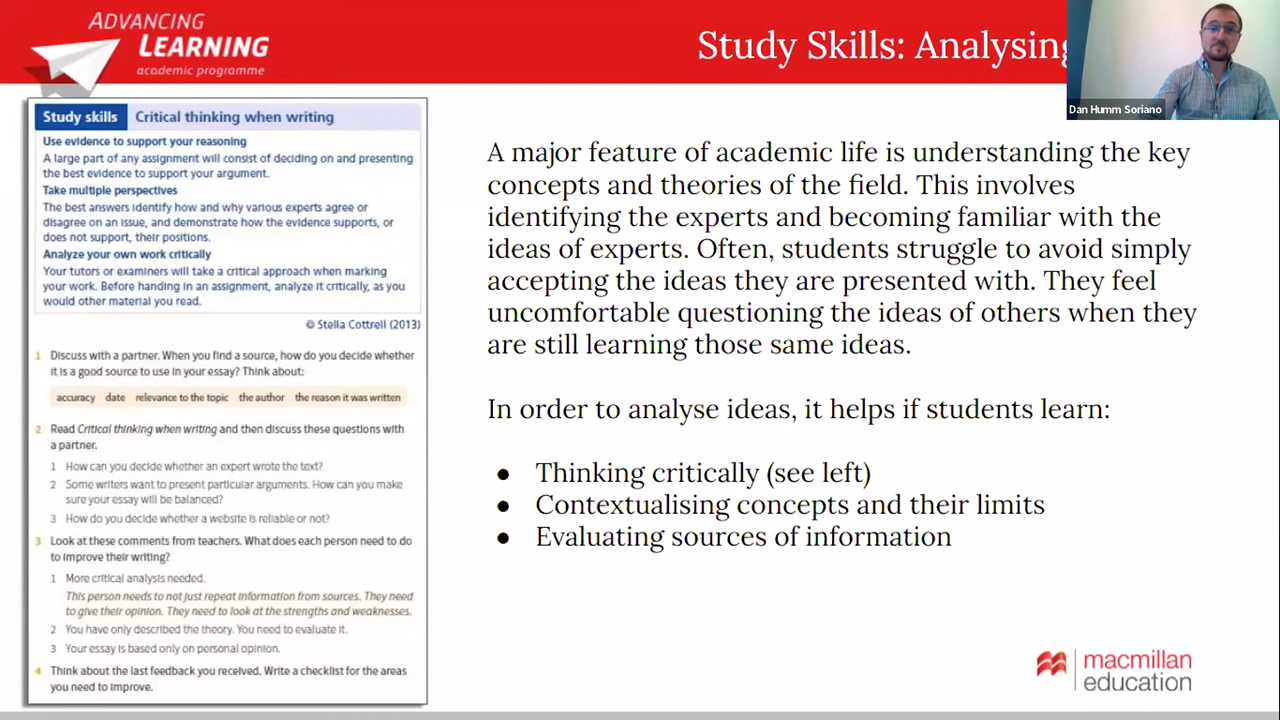 ADVANCING
LEARNING
academic programme
Study Skills: Analysing
Dan Humm Soriano
Study skills Critical thinking when writing
Use evidence to support your reasoning
A large part of any assignment will consist of deciding on and presenting
the best evidence to support your argument.
Take multiple perspectives
The best answers identify how and why various experts agree or
disagree on an issue, and demonstrate how the evidence supports, or
does not support, their positions.
Analyze your own work critically
Your tutors or examiners will take a critical approach when marking
your work. Before handing in an assignment, analyze it critically, as you
would other material you read.
© Stella Cottrell (2013)
1 Discuss with a partner. When you find a source, how do you decide whether
it is a good source to use in your essay? Think about:
accuracy date relevance to the topic the author the reason it was written
2 Read Critical thinking when writing and then discuss these questions with
a partner.
1 How can you decide whether an expert wrote the text?
2 Some writers want to present particular arguments. How can you make
sure your essay will be balanced?
3 How do you decide whether a website is reliable or not?
3 Look at these comments from teachers. What does each person need to do
to improve their writing?
1 More critical analysis needed.
This person needs to not just repeat information from sources. They need
to give their opinion. They need to look at the strengths and weaknesses.
2 You have only described the theory. You need to evaluate it.
3 Your essay is based only on personal opinion.
4 Think about the last feedback you received. Write a checklist for the areas
you need to improve.
A major feature of academic life is understanding the key
concepts and theories of the field. This involves
identifying the experts and becoming familiar with the
ideas of experts. Often, students struggle to avoid simply
accepting the ideas they are presented with. They feel
uncomfortable questioning the ideas of others when they
are still learning those same ideas.
In order to analyse ideas, it helps if students learn:
● Thinking critically (see left)
● Contextualising concepts and their limits
● Evaluating sources of information
macmillan
education